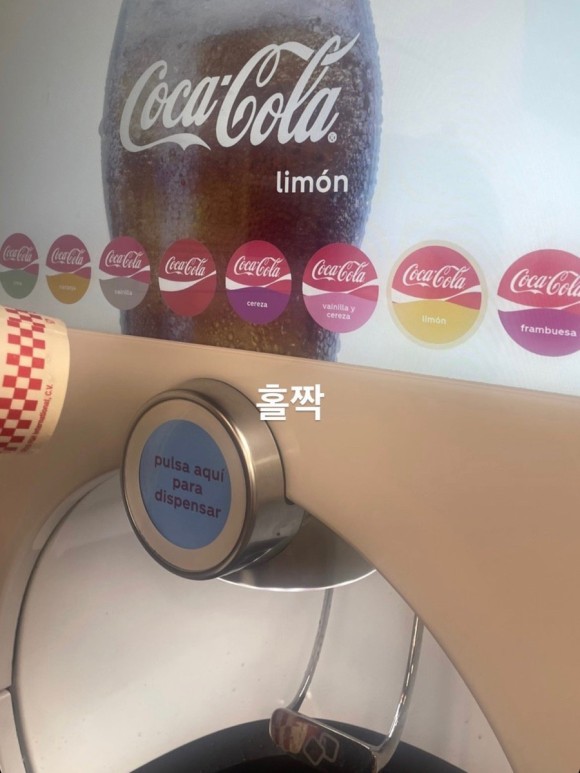 Coca-Cola
limón
Coca-Cola
Coca-Cola
Coca-Cola
vainilla
Coca-Cola
Coca-Cola
cereza
Coca-Cola
vainilla y
cereza
Coca-Cola
limón
Coca-Cola
frambuesa
홀짝
pulsa aquí
para
dispensar
International, C.V.